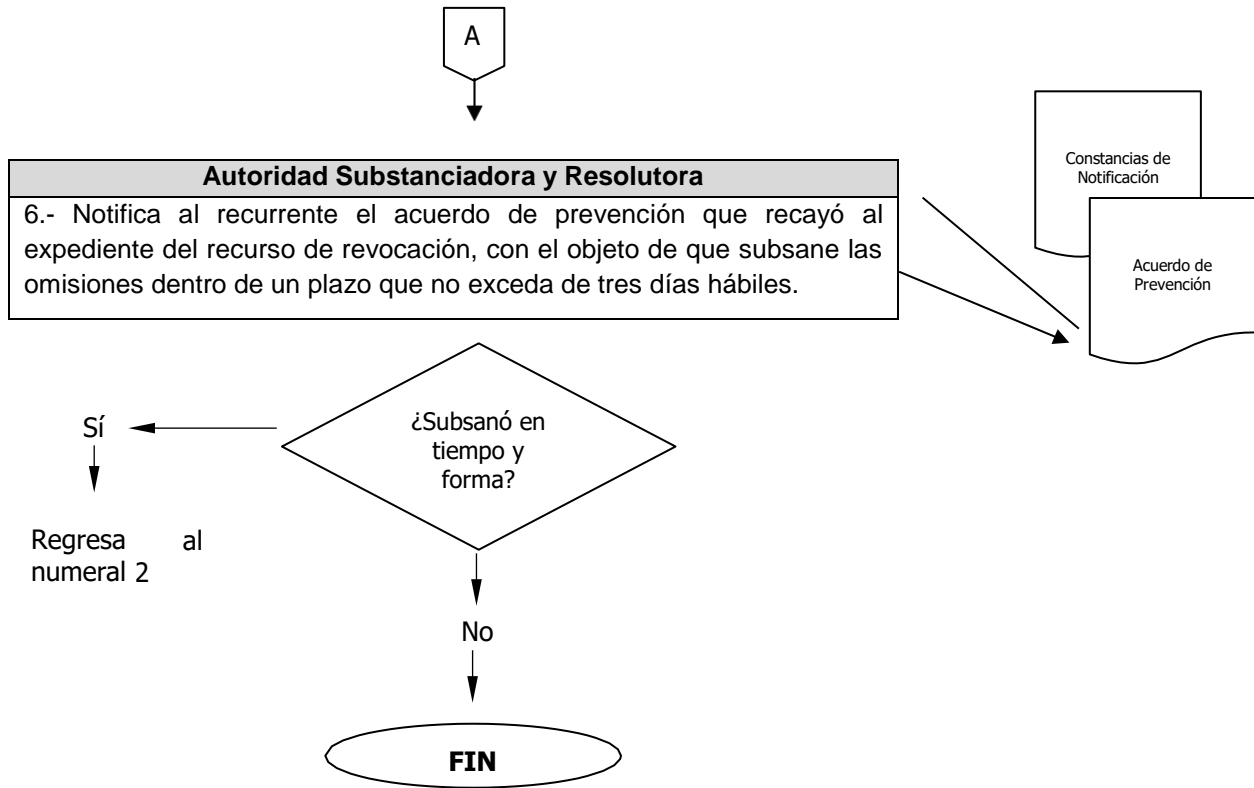 A
Constancias de
Notificación
Acuerdo de
Prevención
Autoridad Substanciadora y Resolutora
6.- Notifica al recurrente el acuerdo de prevención que recayó al
expediente del recurso de revocación, con el objeto de que subsane las
omisiones dentro de un plazo que no exceda de tres días hábiles.
¿Subsanó en
tiempo y
forma?
Sí
Regresa al
numeral 2
No
FIN